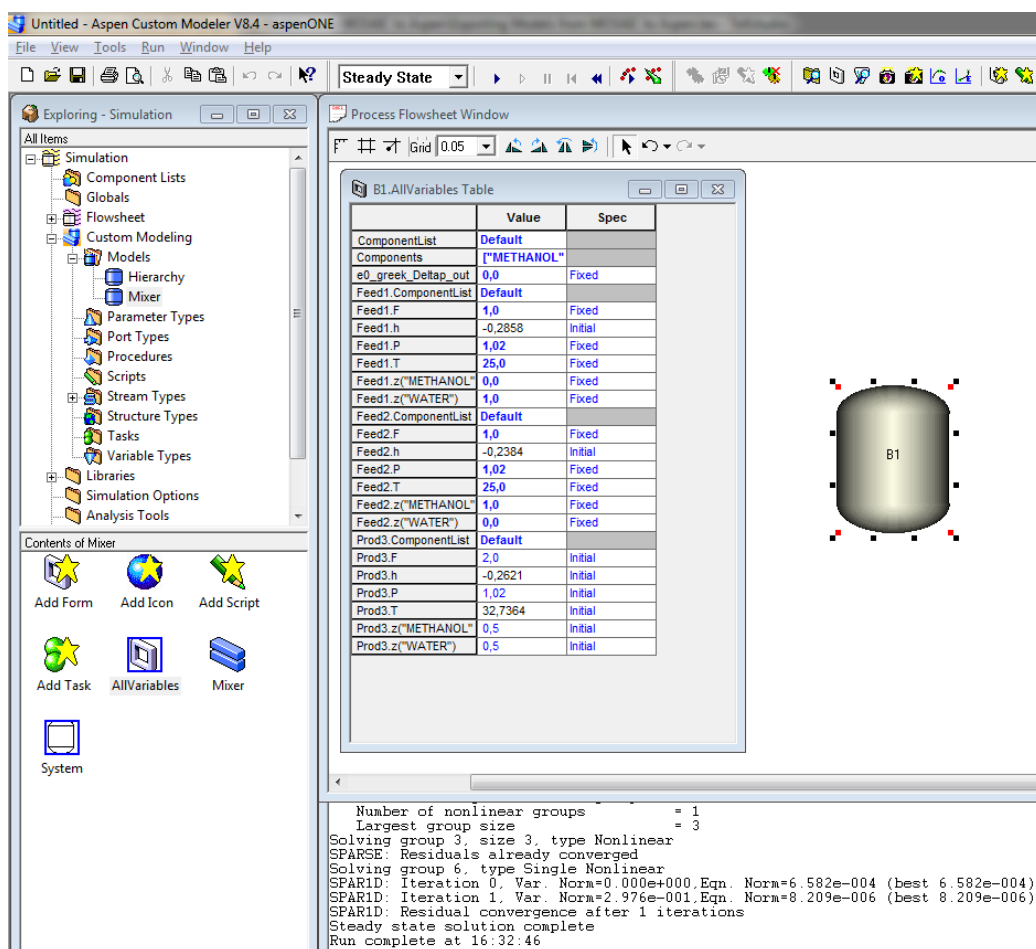 Untitled - Aspen Custom Modeler V8.4 - aspenONE
File View Tools Run Window Help
Steady State
Exploring - Simulation
All Items
Simulation
Component Lists
Globals
Flowsheet
Custom Modeling
Models
Hierarchy
Mixer
Parameter Types
Port Types
Procedures
Scripts
Stream Types
Structure Types
Tasks
Variable Types
Libraries
Simulation Options
Analysis Tools
Contents of Mixer
Add Form Add Icon Add Script
Add Task AllVariables Mixer
System
Process Flowsheet Window
Grid 0.05
B1.AllVariables Table
Value Spec
ComponentList Default
Components ["METHANOL"
e0_greek_Deltap_out 0,0 Fixed
Feed1.ComponentList Default
Feed1.F 1,0 Fixed
Feed1.h -0,2858 Initial
Feed1.P 1,02 Fixed
Feed1.T 25,0 Fixed
Feed1.z("METHANOL" 0,0 Fixed
Feed1.z("WATER") 1,0 Fixed
Feed2.ComponentList Default
Feed2.F 1,0 Fixed
Feed2.h -0,2384 Initial
Feed2.P 1,02 Fixed
Feed2.T 25,0 Fixed
Feed2.z("METHANOL" 1,0 Fixed
Feed2.z("WATER") 0,0 Fixed
Prod3.ComponentList Default
Prod3.F 2,0 Initial
Prod3.h -0,2621 Initial
Prod3.P 1,02 Initial
Prod3.T 32,7364 Initial
Prod3.z("METHANOL" 0,5 Initial
Prod3.z("WATER") 0,5 Initial
B1
Number of nonlinear groups = 1
Largest group size = 3
Solving group 3, size 3, type Nonlinear
SPARSE: Residuals already converged
Solving group 6, type Single Nonlinear
SPAR1D: Iteration 0, Var. Norm=0.000e+000,Eqn. Norm=6.582e-004 (best 6.582e-004)
SPAR1D: Iteration 1, Var. Norm=2.976e-001,Eqn. Norm=8.209e-006 (best 8.209e-006)
SPAR1D: Residual convergence after 1 iterations
Steady state solution complete
Run complete at 16:32:46